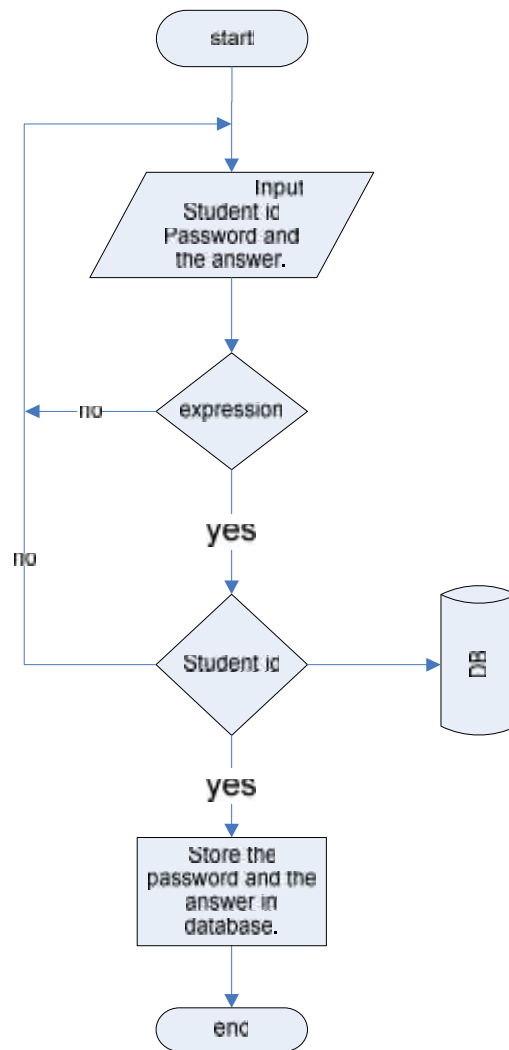 start
Input
Student id
Password and
the answer.
expression
no
yes
no
Student id
DB
yes
Store the
password and the
answer in
database.
end